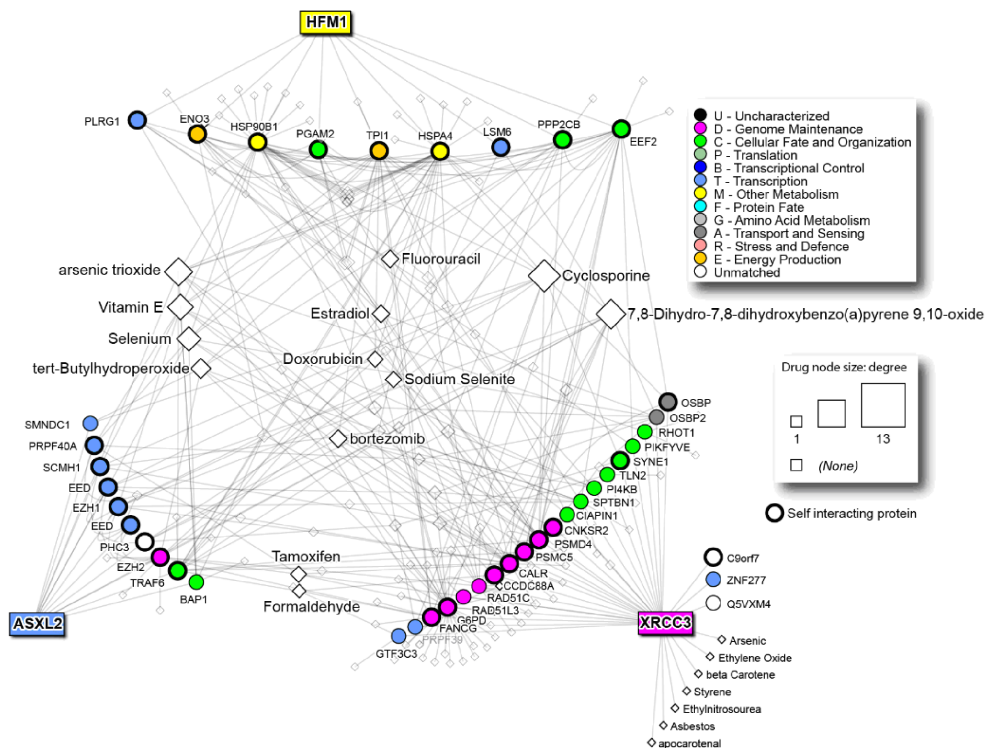 HFM1
PLRG1
ENO3
HSP90B1
PGAM2
TPI1
HSPA4
LSM6
PPP2CB
EEF2
U - Uncharacterized
D - Genome Maintenance
C - Cellular Fate and Organization
P - Translation
B - Transcriptional Control
T - Transcription
M - Other Metabolism
F - Protein Fate
G - Amino Acid Metabolism
A - Transport and Sensing
R - Stress and Defence
E - Energy Production
Unmatched
arsenic trioxide
Vitamin E
Selenium
tert-Butylhydroperoxide
Fluorouracil
Estradiol
Doxorubicin
Sodium Selenite
bortezomib
Cyclosporine
7,8-Dihydro-7,8-dihydroxybenzo(a)pyrene 9,10-oxide
Drug node size: degree
1
13
(None)
Self interacting protein
SMNDC1
PRPF40A
SCMH1
EED
EZH1
EED
PHC3
EZH2
TRAF6
BAP1
ASXL2
Tamoxifen
Formaldehyde
OSBP
OSBP2
RHOT1
PIKFYVE
SYNE1
TLN2
PI4KB
SPTBN1
CIAPIN1
CNKSR2
PSMD4
PSMC5
CALR
CCDC88A
RAD51C
RAD51L3
G6PD
FANCG
PRPF39
GTF3C3
XRCC3
C9orf7
ZNF277
Q5VXM4
Arsenic
Ethylene Oxide
beta Carotene
Styrene
Ethylnitrosourea
Asbestos
apocarotenal